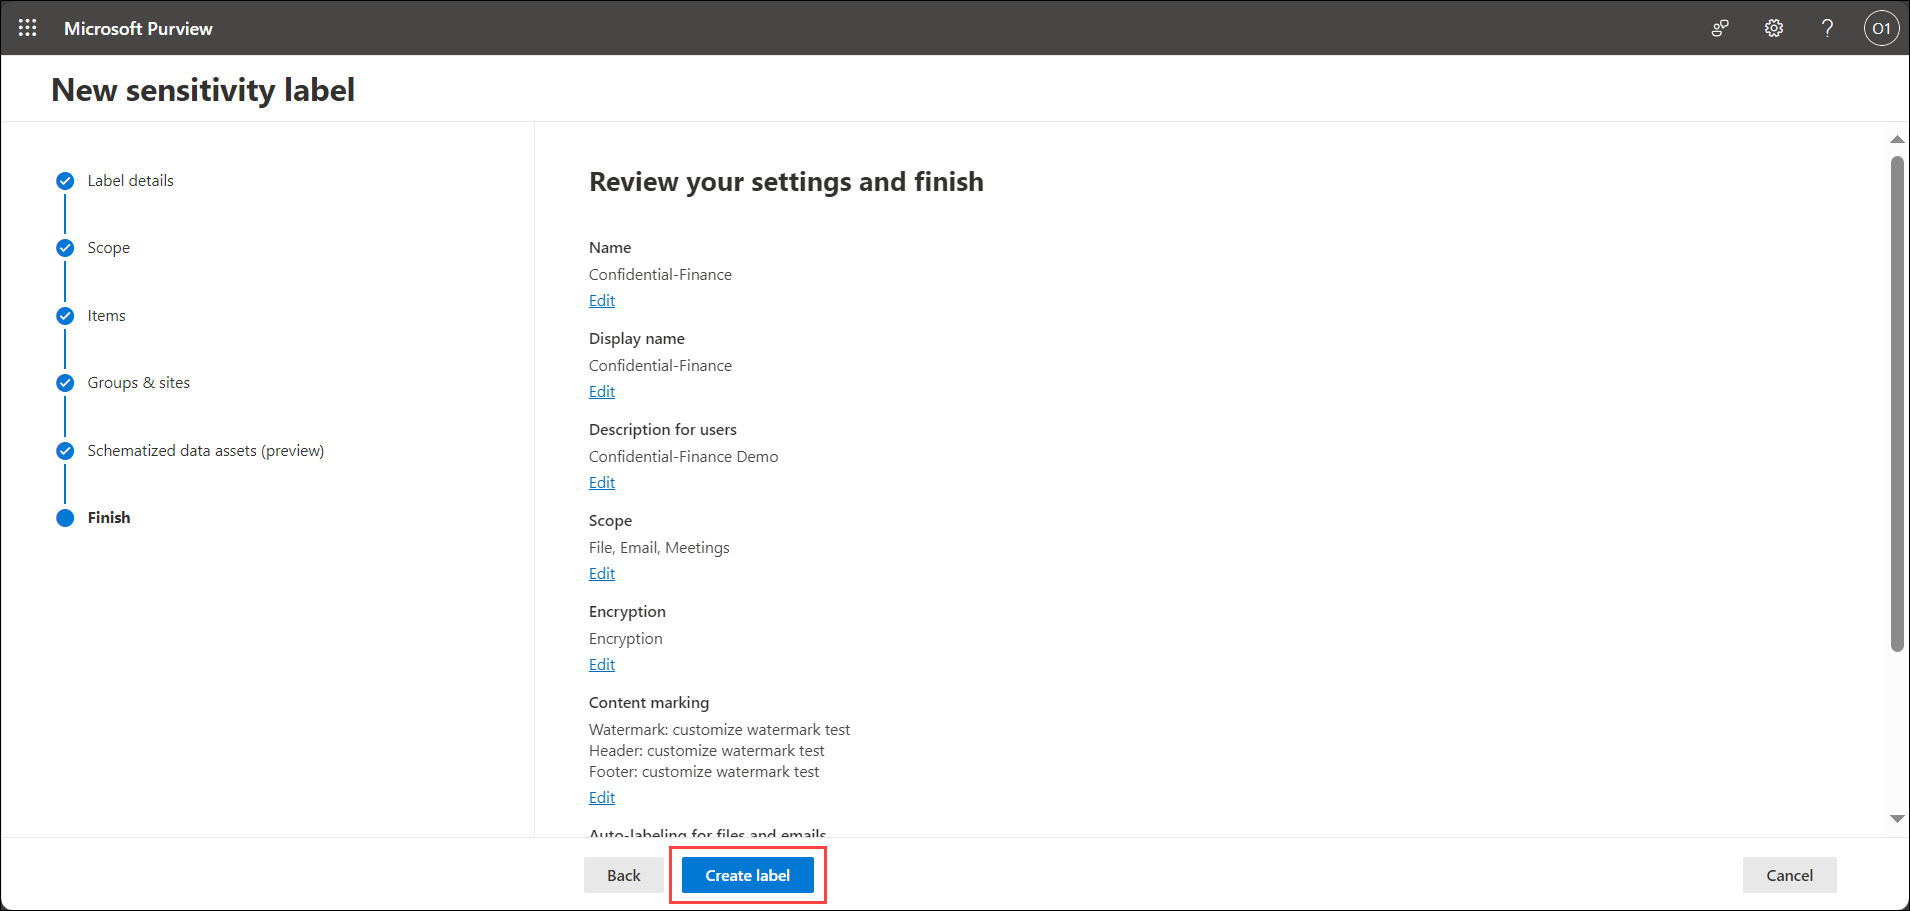 Microsoft Purview
O1
New sensitivity label
Label details
Scope
Items
Groups & sites
Schematized data assets (preview)
Finish
Review your settings and finish
Name
Confidential-Finance
Edit
Display name
Confidential-Finance
Edit
Description for users
Confidential-Finance Demo
Edit
Scope
File, Email, Meetings
Edit
Encryption
Encryption
Edit
Content marking
Watermark: customize watermark test
Header: customize watermark test
Footer: customize watermark test
Edit
Auto-labeling for files and emails
Back
Create label
Cancel